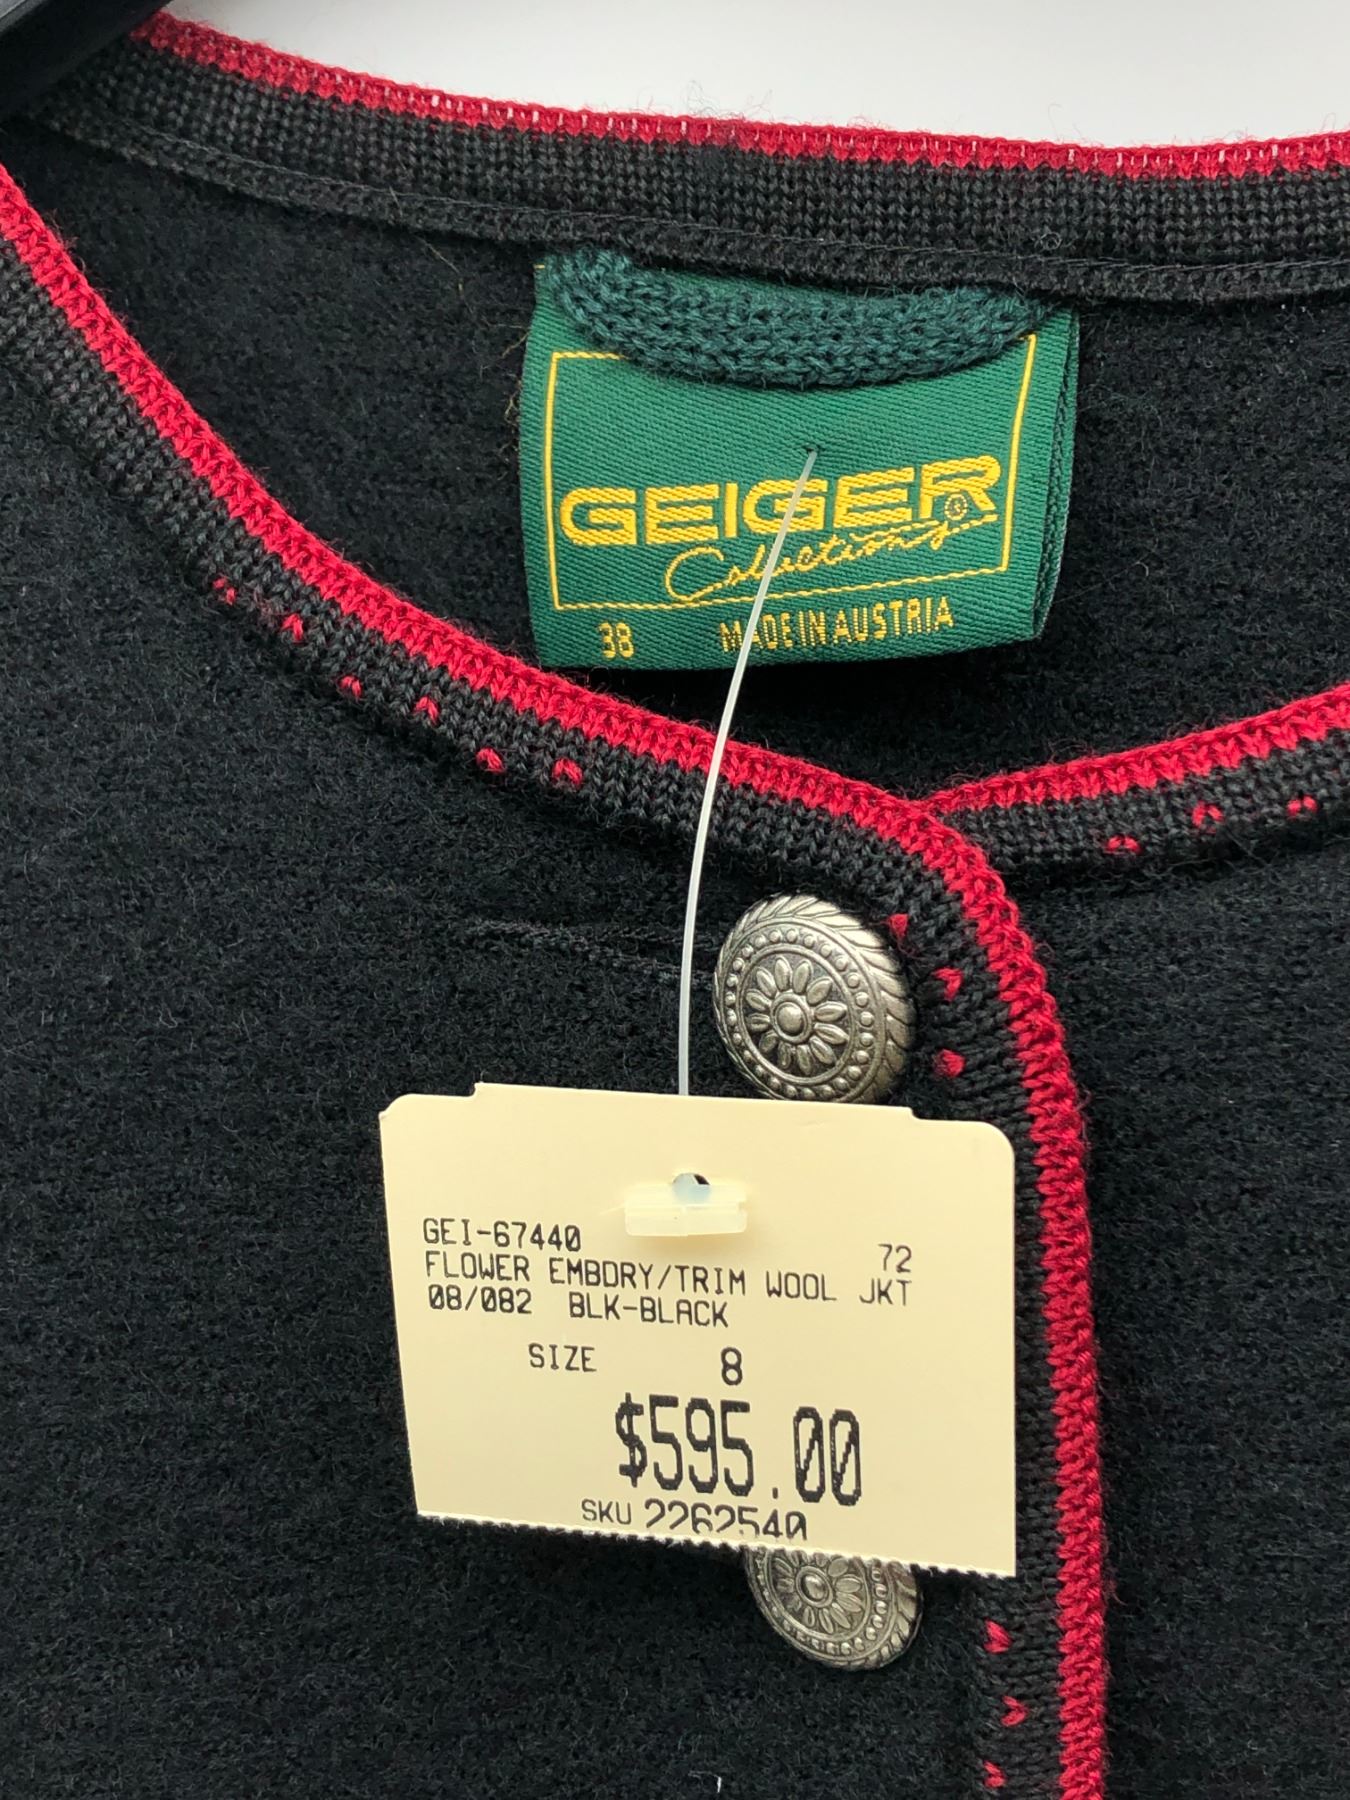 GEIGER®
Collections
38 MADE IN AUSTRIA
GEI-67440 72
FLOWER EMBDRY/TRIM WOOL JKT
08/082 BLK-BLACK
SIZE 8
$595.00
SKU 2262540